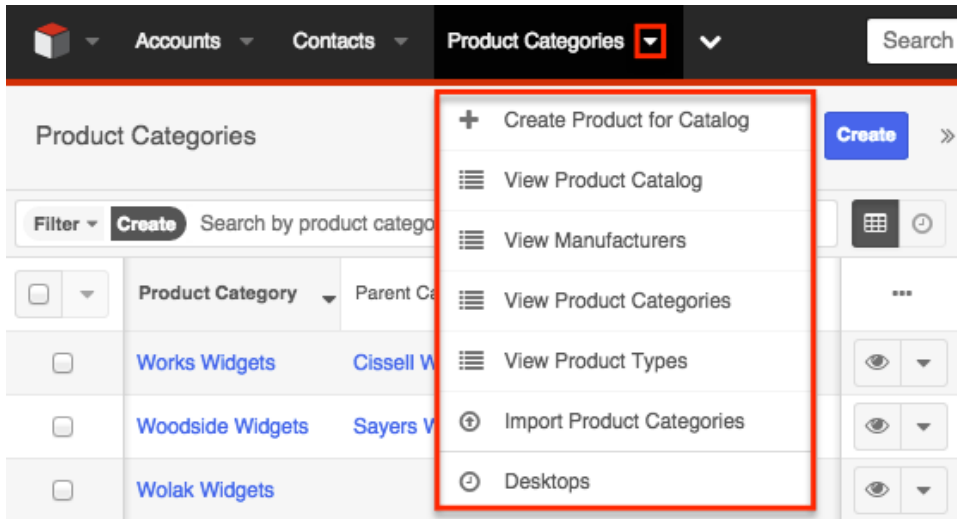 Accounts Contacts Product Categories Search
Product Categories
Create
Filter Create Search by product catego
Product Category Parent Ca
Works Widgets Cissell W
Woodside Widgets Sayers W
Wolak Widgets
Create Product for Catalog
View Product Catalog
View Manufacturers
View Product Categories
View Product Types
Import Product Categories
Desktops